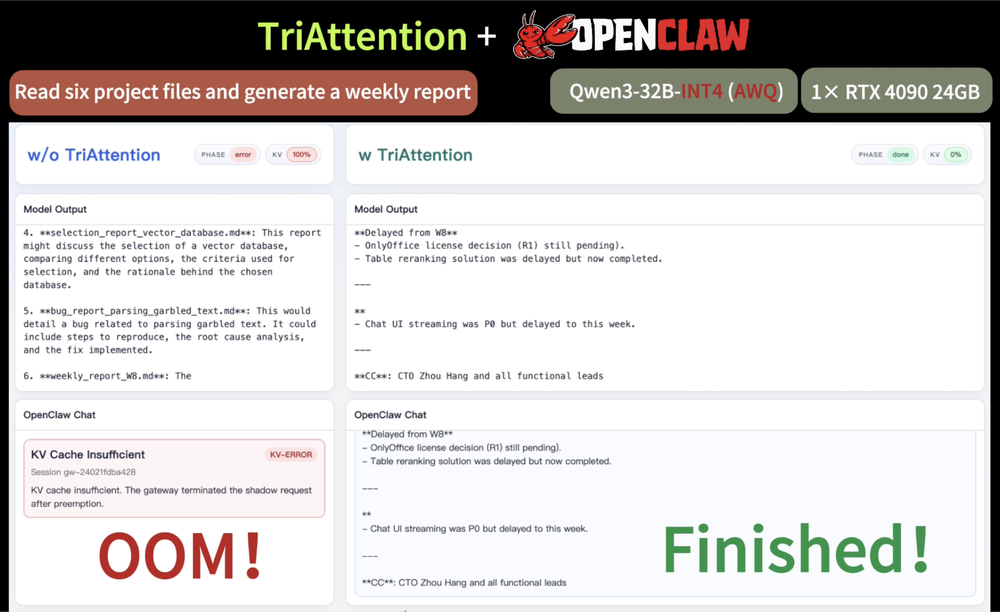 TriAttention + OPENCLAW
Read six project files and generate a weekly report
Qwen3-32B-INT4 (AWQ)
1× RTX 4090 24GB
w/o TriAttention
PHASE error
KV 100%
w TriAttention
PHASE done
KV 0%
Model Output
4. **selection_report_vector_database.md**: This report
might discuss the selection of a vector database,
comparing different options, the criteria used for
selection, and the rationale behind the chosen
database.
5. **bug_report_parsing_garbled_text.md**: This would
detail a bug related to parsing garbled text. It could
include steps to reproduce, the root cause analysis,
and the fix implemented.
6. **weekly_report_W8.md**: The
Model Output
**Delayed from W8**
- OnlyOffice license decision (R1) still pending).
- Table reranking solution was delayed but now completed.
---
**
- Chat UI streaming was P0 but delayed to this week.
---
**CC**: CTO Zhou Hang and all functional leads
OpenClaw Chat
KV Cache Insufficient
KV-ERROR
Session gw-24021fdba428
KV cache insufficient. The gateway terminated the shadow request
after preemption.
OOM!
OpenClaw Chat
**Delayed from W8**
- OnlyOffice license decision (R1) still pending).
- Table reranking solution was delayed but now completed.
---
**
- Chat UI streaming was P0 but delayed to this week.
---
**CC**: CTO Zhou Hang and all functional leads
Finished!